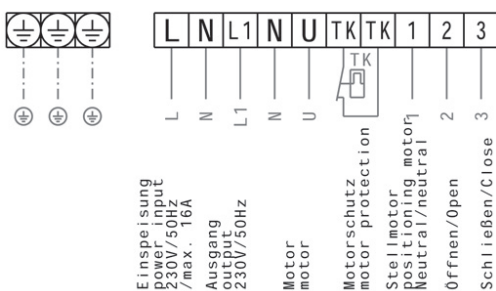 L N L1 N U TK TK 1 2 3
TK
L N L1 N U 1 2 3
Einspeisung
power input
230V/50Hz
/max. 16A
Ausgang
output
230V/50Hz
Motor
motor
Motorschutz
motor protection
Stellmotor
positioning motor
Neutral/neutral
Öffnen/Open
Schließen/Close